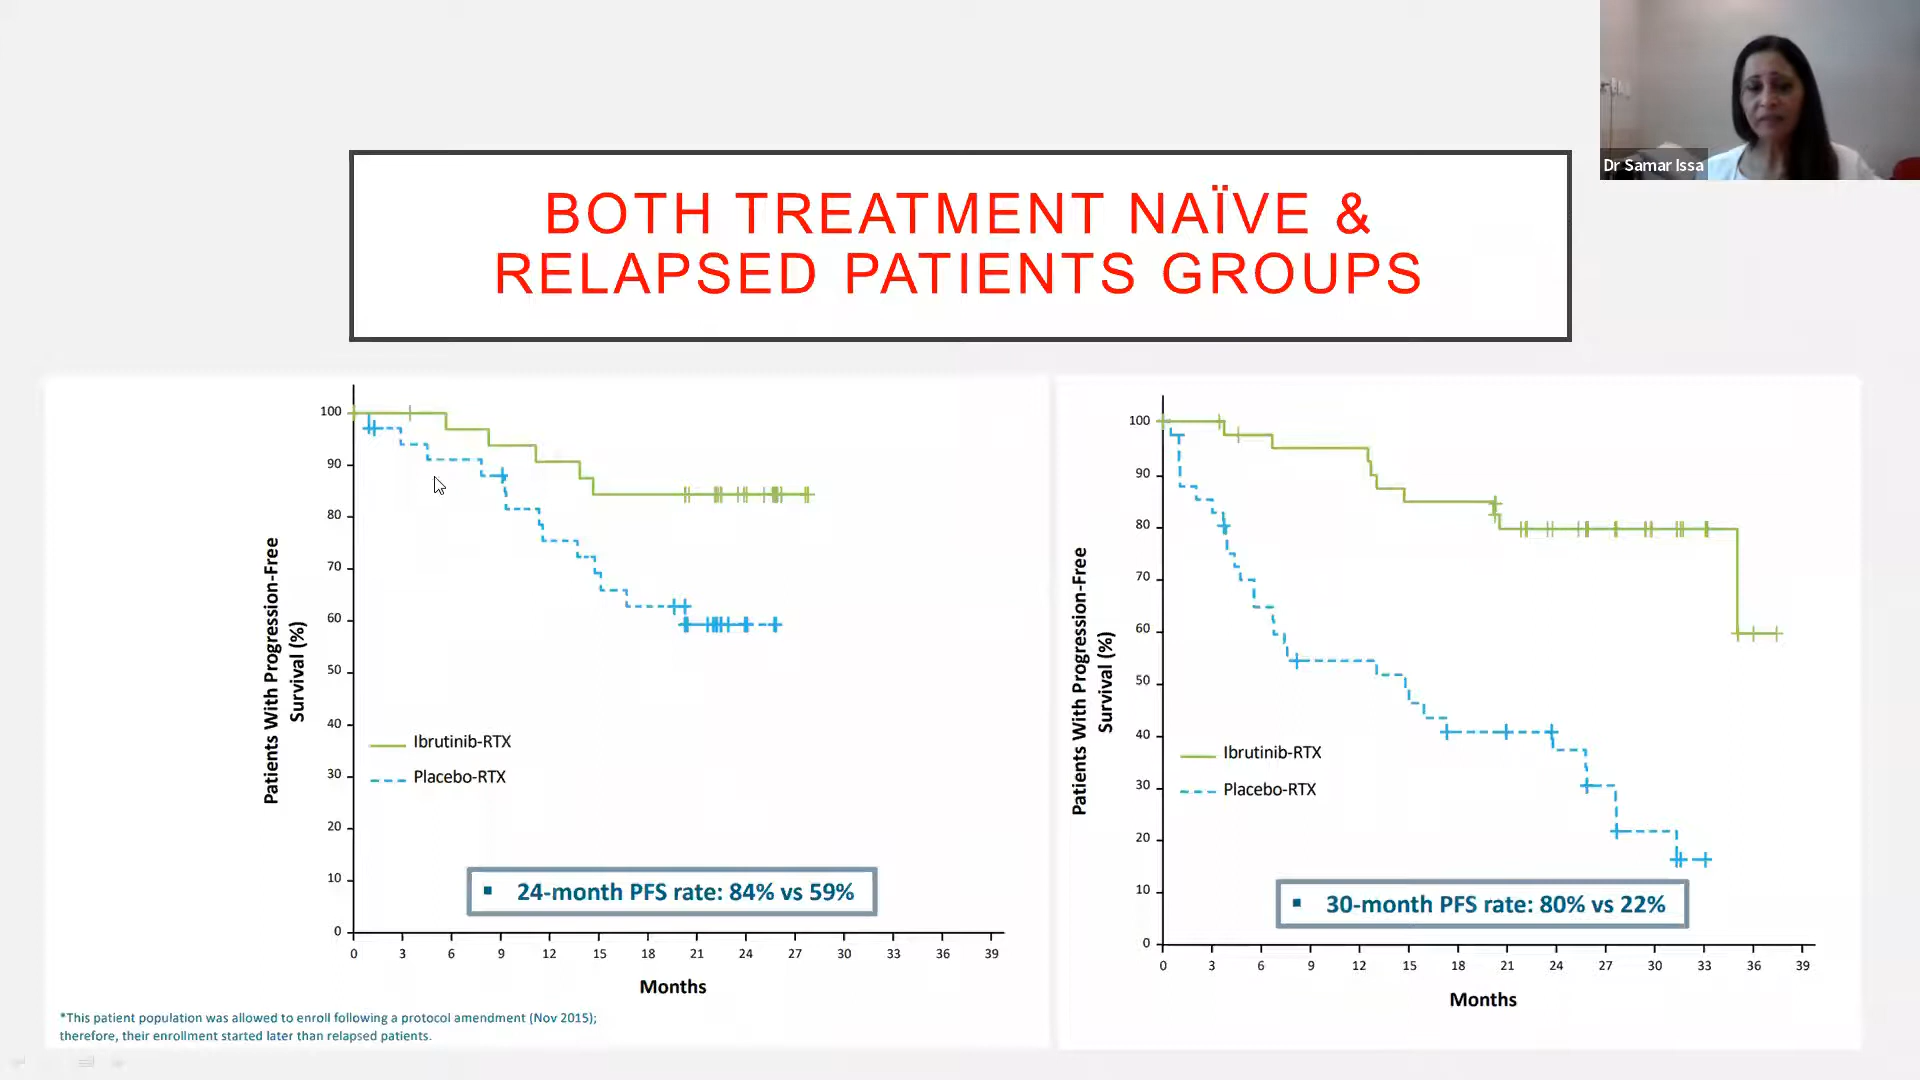 Dr Samar Issa
BOTH TREATMENT NAÏVE &
RELAPSED PATIENTS GROUPS
Patients With Progression-Free
Survival (%)
100
90
80
70
60
50
40
30
20
10
0
Ibrutinib-RTX
Placebo-RTX
▪ 24-month PFS rate: 84% vs 59%
0 3 6 9 12 15 18 21 24 27 30 33 36 39
Months
*This patient population was allowed to enroll following a protocol amendment (Nov 2015);
therefore, their enrollment started later than relapsed patients.
Patients With Progression-Free
Survival (%)
100
90
80
70
60
50
40
30
20
10
0
Ibrutinib-RTX
Placebo-RTX
▪ 30-month PFS rate: 80% vs 22%
0 3 6 9 12 15 18 21 24 27 30 33 36 39
Months